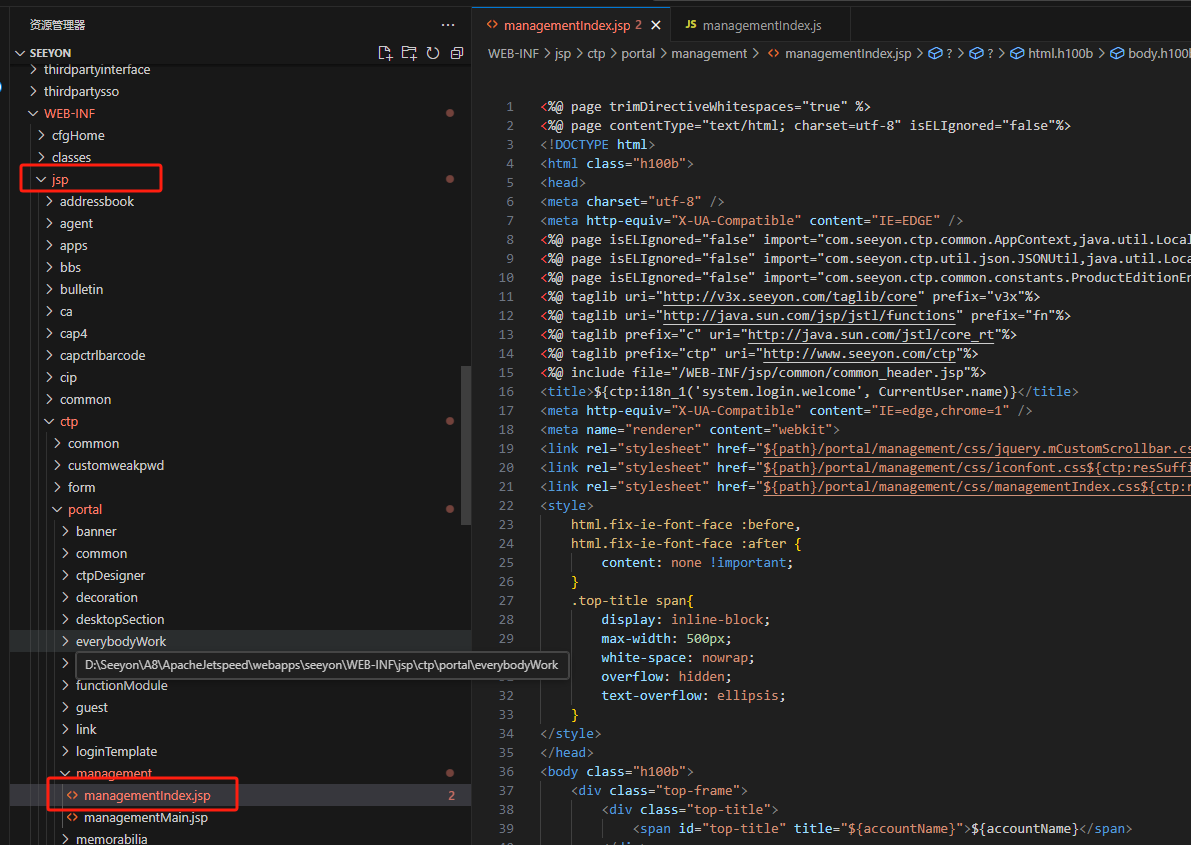 资源管理器
SEEYON
thirdpartyinterface
thirdpartysso
WEB-INF
cfgHome
classes
jsp
addressbook
agent
apps
bbs
bulletin
ca
cap4
capctrlbarcode
cip
common
ctp
common
customweakpwd
form
portal
banner
common
ctpDesigner
decoration
desktopSection
everybodyWork
D:\Seeyon\A8\ApacheJetspeed\webapps\seeyon\WEB-INF\jsp\ctp\portal\everybodyWork
functionModule
guest
link
loginTemplate
management
managementIndex.jsp 2
managementMain.jsp
memorabilia
managementIndex.jsp 2
JS managementIndex.js
WEB-INF > jsp > ctp > portal > management > managementIndex.jsp > ? > ? > html.h100b > body.h100b
1 <%@ page trimDirectiveWhitespaces="true" %>
2 <%@ page contentType="text/html; charset=utf-8" isELIgnored="false"%>
3 <!DOCTYPE html>
4 <html class="h100b">
5 <head>
6 <meta charset="utf-8" />
7 <meta http-equiv="X-UA-Compatible" content="IE=EDGE" />
8 <%@ page isELIgnored="false" import="com.seeyon.ctp.common.AppContext,java.util.Local
9 <%@ page isELIgnored="false" import="com.seeyon.ctp.util.json.JSONUtil,java.util.Loca
10 <%@ page isELIgnored="false" import="com.seeyon.ctp.common.constants.ProductEditionEn
11 <%@ taglib uri="http://v3x.seeyon.com/taglib/core" prefix="v3x"%>
12 <%@ taglib uri="http://java.sun.com/jsp/jstl/functions" prefix="fn"%>
13 <%@ taglib prefix="c" uri="http://java.sun.com/jstl/core_rt"%>
14 <%@ taglib prefix="ctp" uri="http://www.seeyon.com/ctp"%>
15 <%@ include file="/WEB-INF/jsp/common/common_header.jsp"%>
16 <title>${ctp:i18n_1('system.login.welcome', CurrentUser.name)}</title>
17 <meta http-equiv="X-UA-Compatible" content="IE=edge,chrome=1" />
18 <meta name="renderer" content="webkit">
19 <link rel="stylesheet" href="${path}/portal/management/css/jquery.mCustomScrollbar.cs
20 <link rel="stylesheet" href="${path}/portal/management/css/iconfont.css${ctp:resSuffi
21 <link rel="stylesheet" href="${path}/portal/management/css/managementIndex.css${ctp:r
22 <style>
23 html.fix-ie-font-face :before,
24 html.fix-ie-font-face :after {
25 content: none !important;
26 }
27 .top-title span{
28 display: inline-block;
29 max-width: 500px;
white-space: nowrap;
overflow: hidden;
32 text-overflow: ellipsis;
33 }
34 </style>
35 </head>
36 <body class="h100b">
37 <div class="top-frame">
38 <div class="top-title">
39 <span id="top-title" title="${accountName}">${accountName}</span>